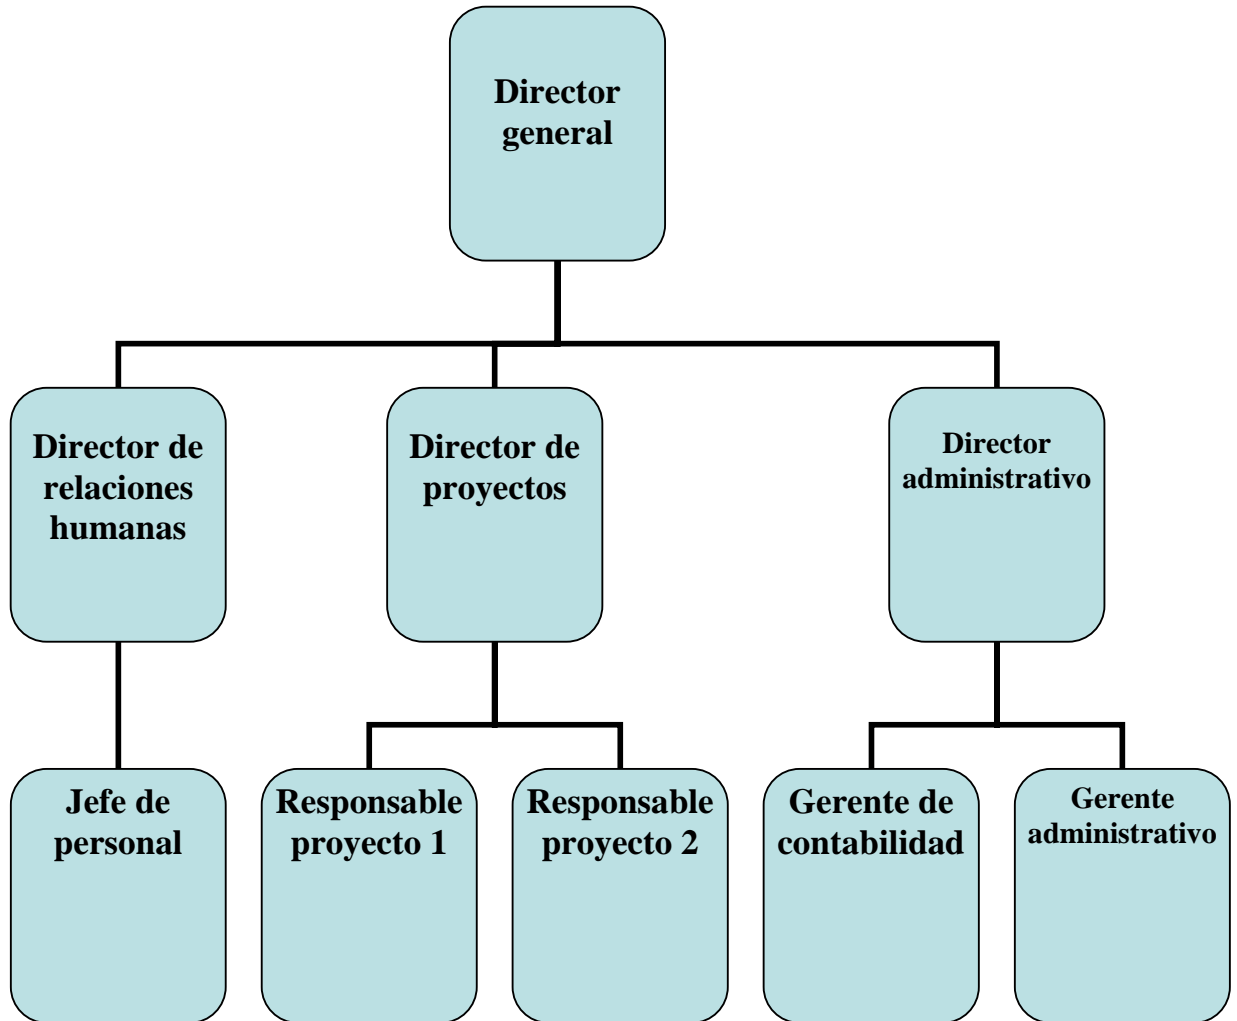 Director
general
Director de
relaciones
humanas
Director de
proyectos
Director
administrativo
Jefe de
personal
Responsable
proyecto 1
Responsable
proyecto 2
Gerente de
contabilidad
Gerente
administrativo